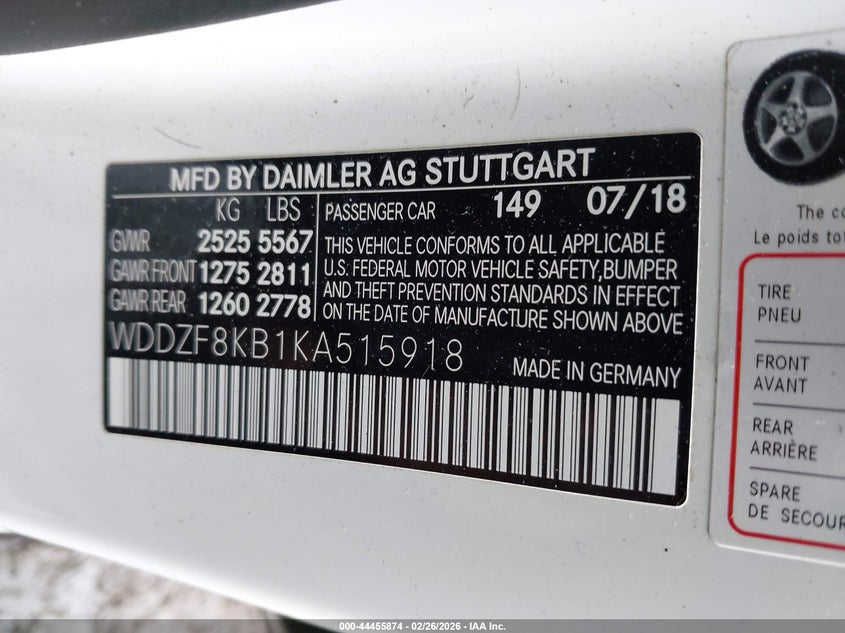 MFD BY DAIMLER AG STUTTGART
KG LBS
GVWR 2525 5567
GAWR FRONT 1275 2811
GAWR REAR 1260 2778
PASSENGER CAR 149 07/18
THIS VEHICLE CONFORMS TO ALL APPLICABLE
U.S. FEDERAL MOTOR VEHICLE SAFETY, BUMPER
AND THEFT PREVENTION STANDARDS IN EFFECT
ON THE DATE OF MANUFACTURE SHOWN ABOVE
WDDZF8KB1KA515918
MADE IN GERMANY
The
Le poids
TIRE
PNEU
FRONT
AVANT
REAR
ARRIÈRE
SPARE
DE
000-44455874 | 02/26/2026 - IAA Inc.